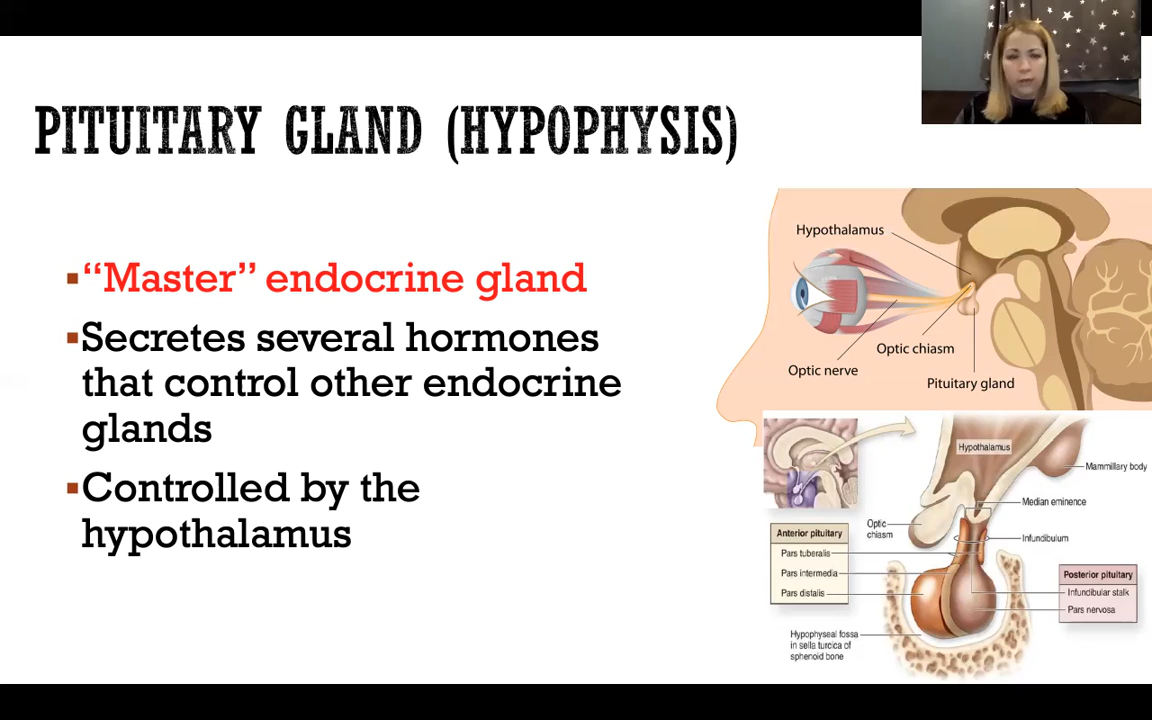 PITUITARY GLAND (HYPOPHYSIS)
▪“Master” endocrine gland
▪Secretes several hormones
that control other endocrine
glands
▪Controlled by the
hypothalamus
Hypothalamus
Optic chiasm
Optic nerve
Pituitary gland
Hypothalamus
Mammillary body
Median eminence
Optic
chiasm
Infundibulum
Anterior pituitary
Pars tuberalis
Pars intermedia
Pars distalis
Posterior pituitary
Infundibular stalk
Pars nervosa
Hypophyseal fossa
in sella turcica of
sphenoid bone